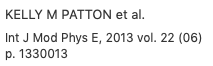 KELLY M PATTON et al.
Int J Mod Phys E, 2013 vol. 22 (06)
p. 1330013